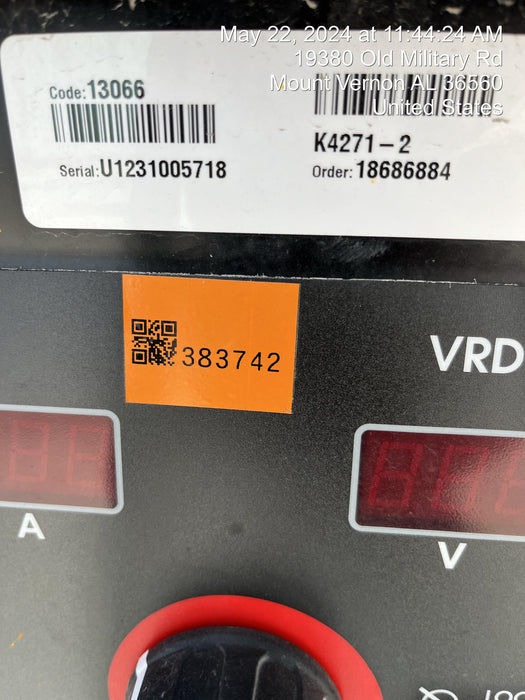 May 22, 2024 at 11:44:24 AM
19380 Old Military Rd
Mount Vernon AL 36560
United States
Code:13066
K4271-2
Serial:U1231005718
Order:18686884
383742
VRD
A
V